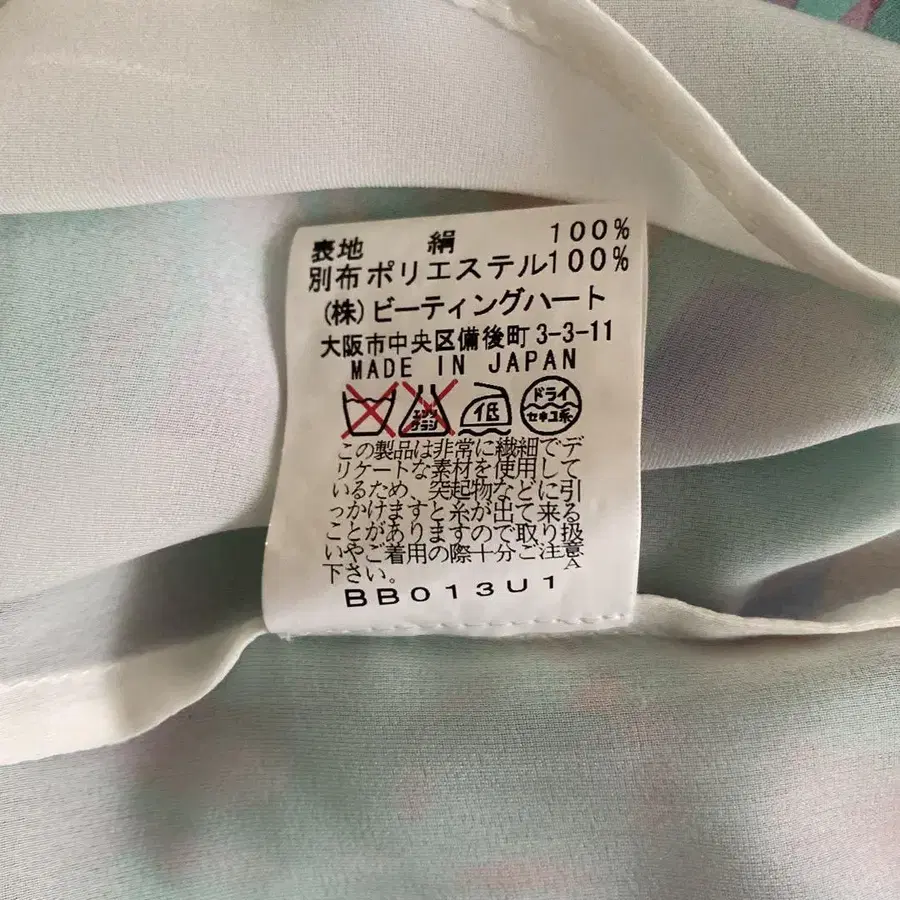 表地 絹 100%
別布ポリエステル100%
(株)ビーティングハート
大阪市中央区備後町3-3-11
MADE IN JAPAN
エンソ サラシ 低 ドライ セキユ系
この製品は非常に繊細でデ
リケートな素材を使用して
いるため、突起物などに引
っかけますと糸が出て来る
ことがありますので取り扱
いやご着用の際十分ご注意
下さい。 A
BB013U1